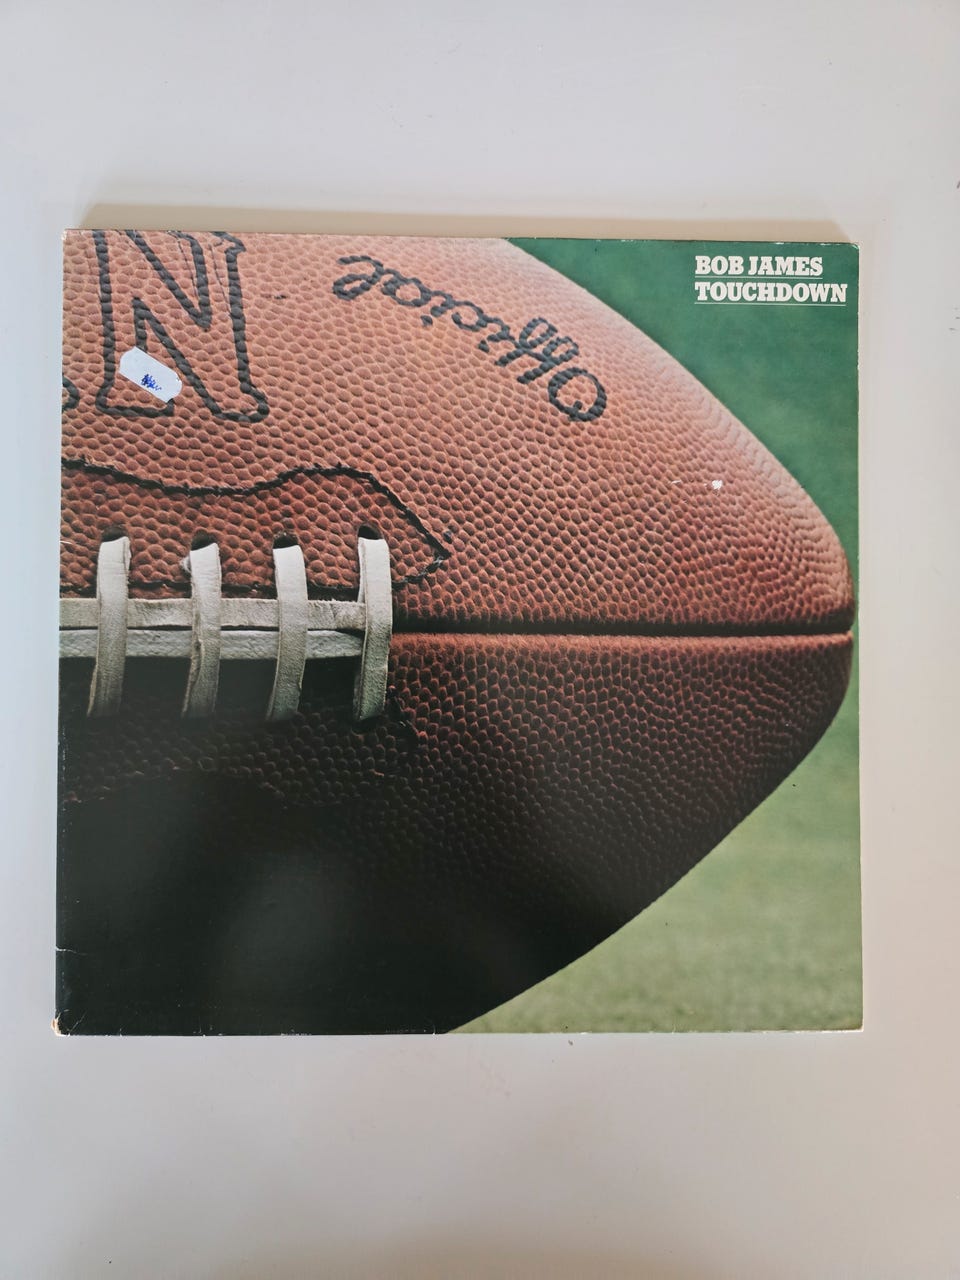 BOB JAMES
TOUCHDOWN
N
Official